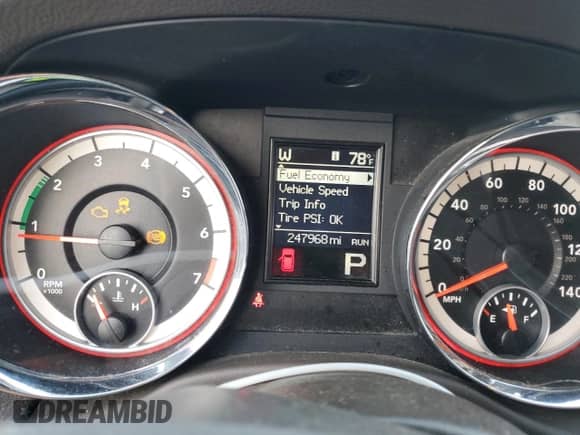 W 78°F
Fuel Economy
Vehicle Speed
Trip Info
Tire PSI: OK
247968 mi RUN
P
0 1 2 3 4 5 6 7
RPM
x1000
H
0 20 40 60 80 100 120 140
MPH
E F
DREAMBID